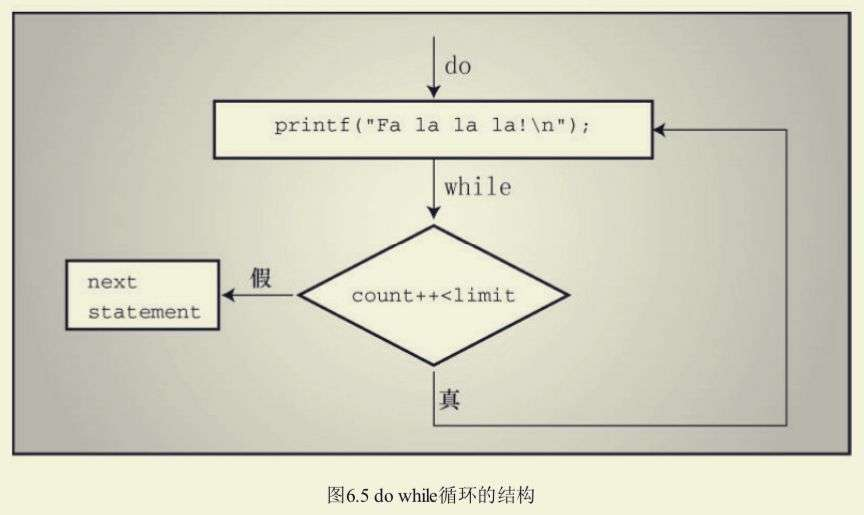 do
printf("Fa la la la!\n");
while
假
next
statement
count++<limit
真
图6.5 do while循环的结构